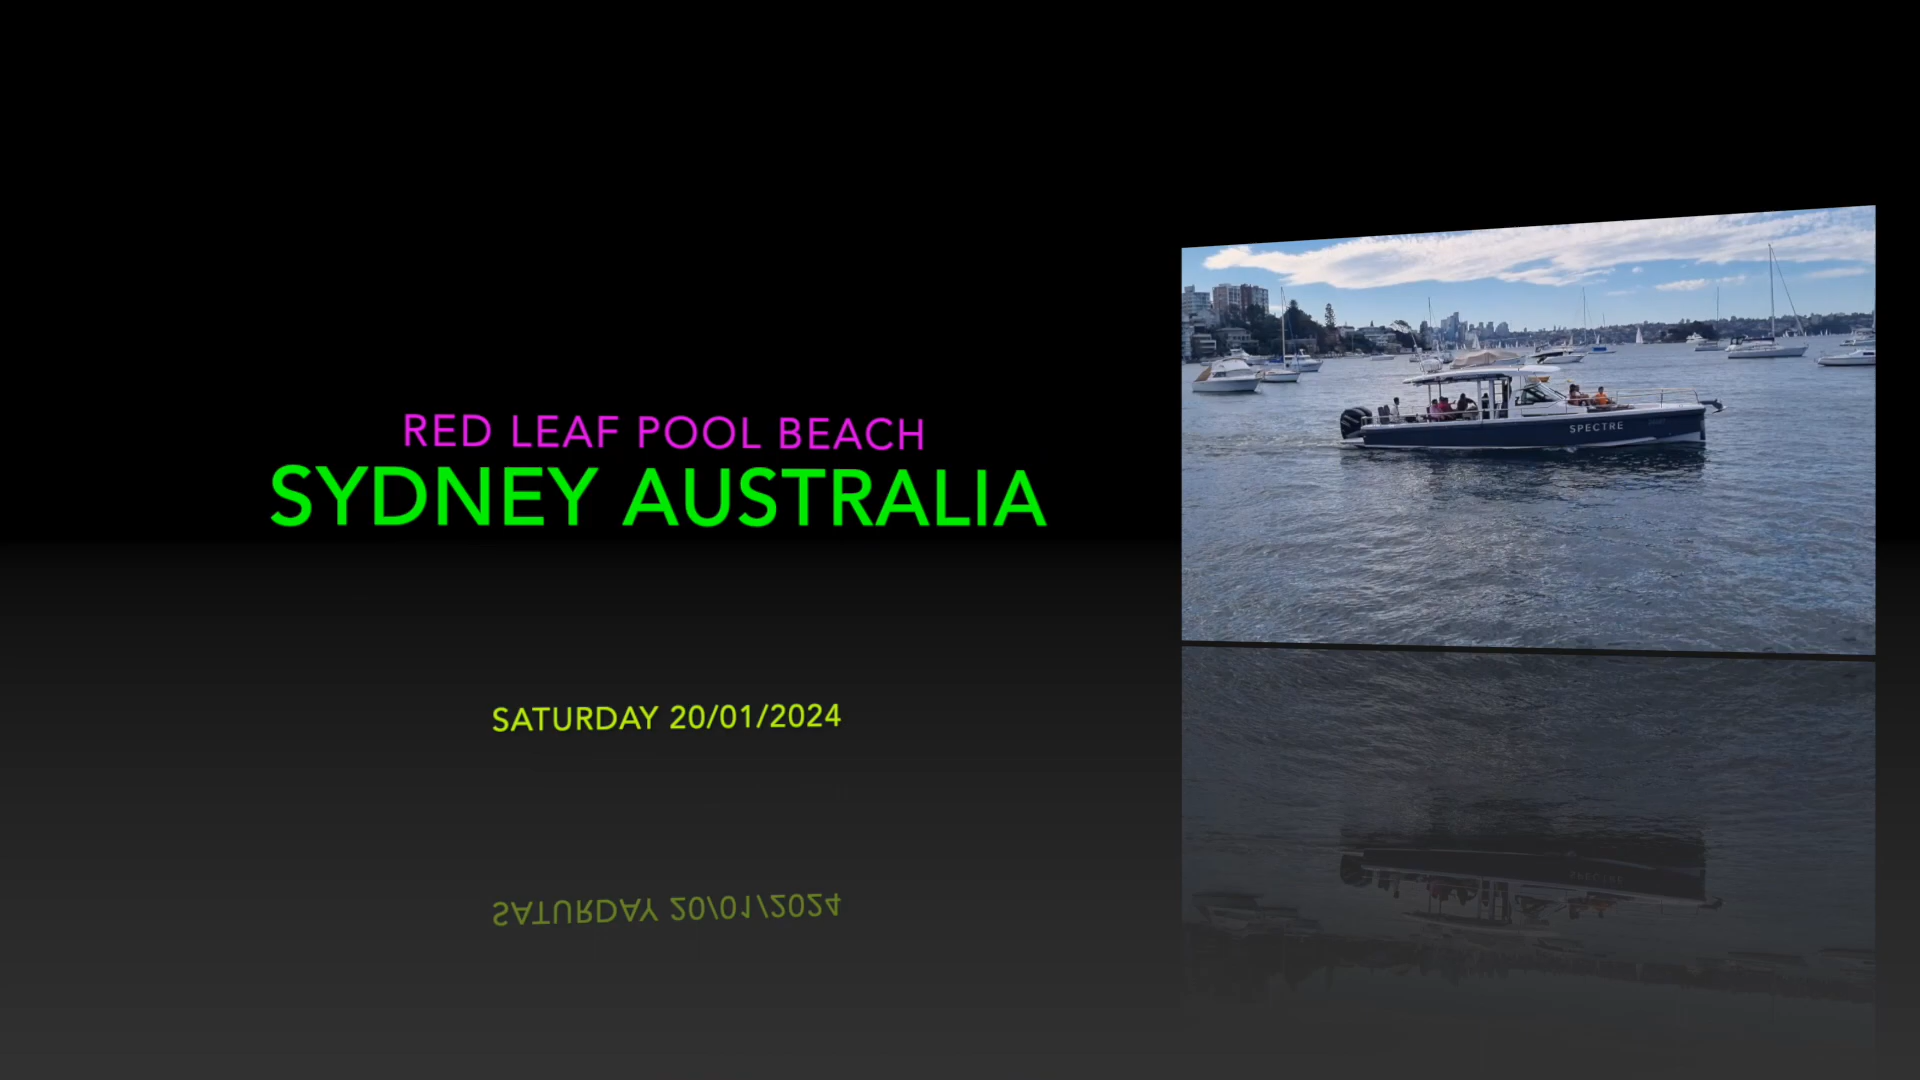 RED LEAF POOL BEACH
SYDNEY AUSTRALIA
SATURDAY 20/01/2024
SPECTRE